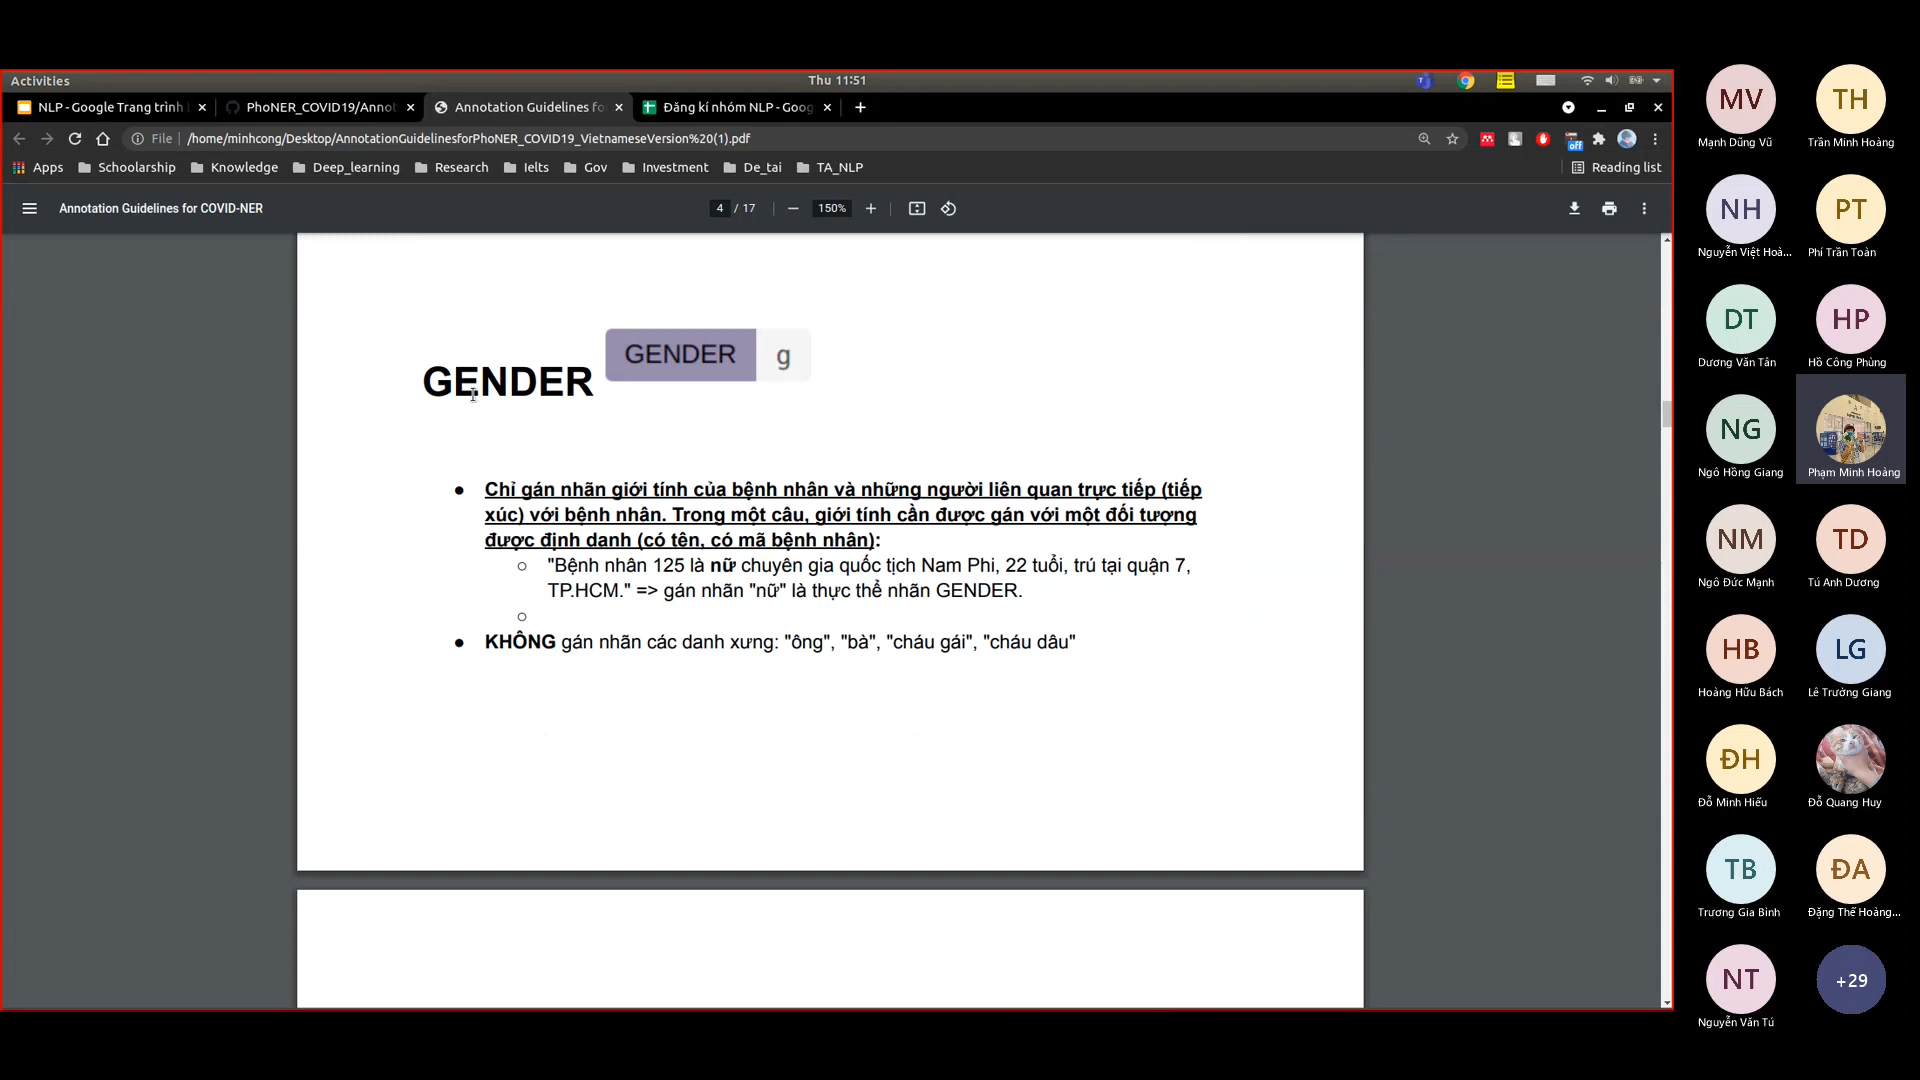 Activities
Thu 11:51
NLP - Google Trang trình
PhoNER_COVID19/Annot
Annotation Guidelines fo
Đăng kí nhóm NLP - Goog
File
/home/minhcong/Desktop/AnnotationGuidelinesforPhoNER_COVID19_VietnameseVersion%20(1).pdf
off
Apps
Schoolarship
Knowledge
Deep_learning
Research
Ielts
Gov
Investment
De_tai
TA_NLP
Reading list
Annotation Guidelines for COVID-NER
4 / 17
150%
GENDER g
GENDER
Chỉ gán nhãn giới tính của bệnh nhân và những người liên quan trực tiếp (tiếp
xúc) với bệnh nhân. Trong một câu, giới tính cần được gán với một đối tượng
được định danh (có tên, có mã bệnh nhân):
"Bệnh nhân 125 là nữ chuyên gia quốc tịch Nam Phi, 22 tuổi, trú tại quận 7,
TP.HCM." => gán nhãn "nữ" là thực thể nhãn GENDER.
KHÔNG gán nhãn các danh xưng: "ông", "bà", "cháu gái", "cháu dâu"
MV
Mạnh Dũng Vũ
TH
Trần Minh Hoàng
NH
Nguyễn Việt Hoà...
PT
Phí Trần Toàn
DT
Dương Văn Tấn
HP
Hồ Công Phùng
NG
Ngô Hồng Giang
Phạm Minh Hoàng
NM
Ngô Đức Mạnh
TD
Tú Anh Dương
HB
Hoàng Hữu Bách
LG
Lê Trường Giang
ĐH
Đỗ Minh Hiếu
Đỗ Quang Huy
TB
Trương Gia Bình
ĐA
Đặng Thế Hoàng...
NT
Nguyễn Văn Tú
+29